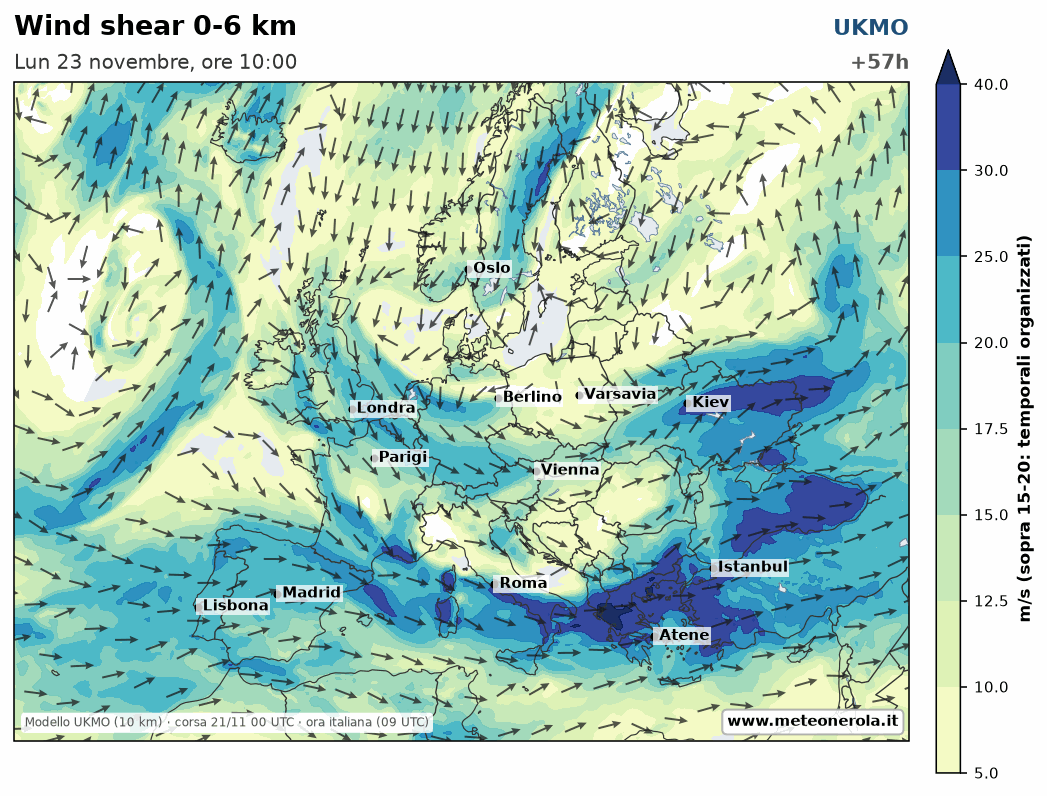 Wind shear 0-6 km
UKMO
Lun 23 novembre, ore 10:00
+57h
40.0
30.0
25.0
20.0
17.5
15.0
12.5
10.0
5.0
m/s (sopra 15-20: temporali organizzati)
Oslo
Berlino
Varsavia
Kiev
Londra
Parigi
Vienna
Istanbul
Roma
Madrid
Lisbona
Atene
Modello UKMO (10 km) · corsa 21/11 00 UTC · ora italiana (09 UTC)
www.meteonerola.it